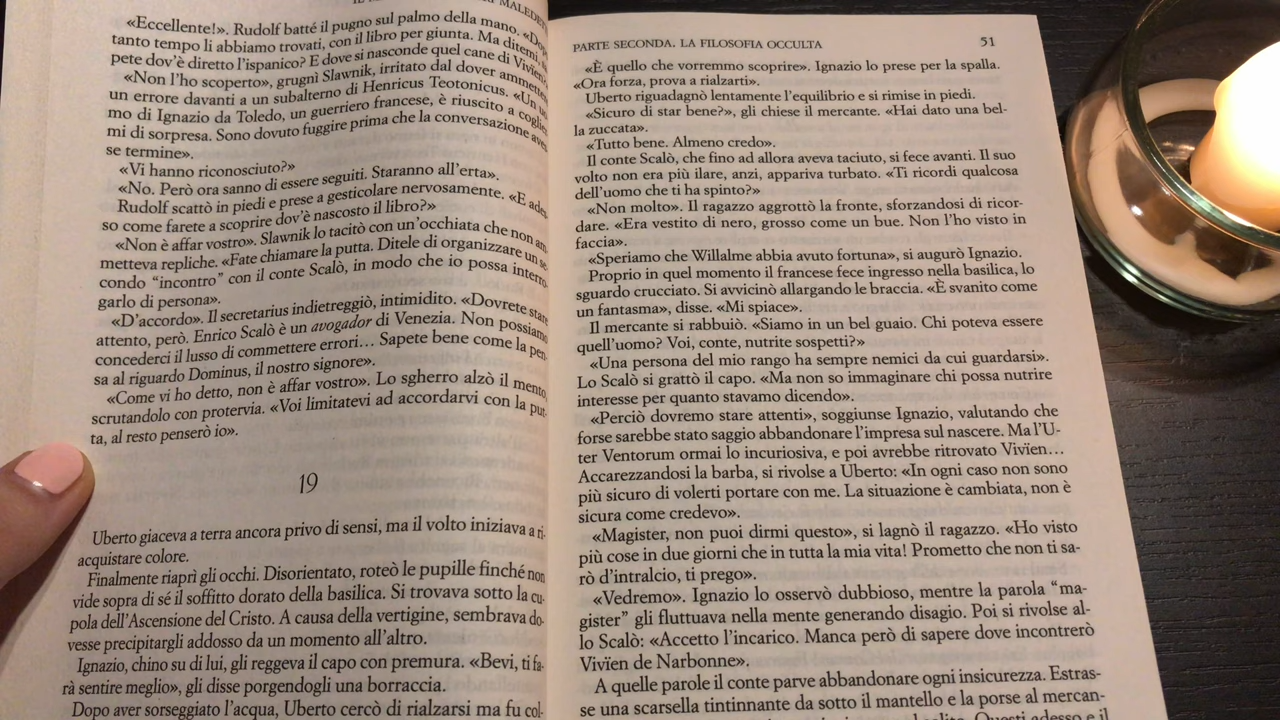 MALEDET
«Eccellente!». Rudolf batté il pugno sul palmo della mano. «Do
tanto tempo li abbiamo trovati, con il libro per giunta. Ma ditemi,
pete dov'è diretto l'ispanico? E dove si nasconde quel cane di Vivïen
«Non l'ho scoperto», grugnì Slawnik, irritato dal dover ammette
un errore davanti a un subalterno di Henricus Teotonicus. «Un
mo di Ignazio da Toledo, un guerriero francese, è riuscito a coglie
mi di sorpresa. Sono dovuto fuggire prima che la conversazione aves
se termine».
«Vi hanno riconosciuto?»
«No. Però ora sanno di essere seguiti. Staranno all'erta».
Rudolf scattò in piedi e prese a gesticolare nervosamente. «E ades
so come farete a scoprire dov'è nascosto il libro?»
«Non è affar vostro». Slawnik lo tacitò con un'occhiata che non am
metteva repliche. «Fate chiamare la putta. Ditele di organizzare un se
condo “incontro” con il conte Scalò, in modo che io possa interro
garlo di persona».
«D'accordo». Il secretarius indietreggiò, intimidito. «Dovrete stare
attento, però. Enrico Scalò è un avogador di Venezia. Non possiamo
concederci il lusso di commettere errori… Sapete bene come la pen
sa al riguardo Dominus, il nostro signore».
«Come vi ho detto, non è affar vostro». Lo sgherro alzò il mento,
scrutandolo con protervia. «Voi limitatevi ad accordarvi con la put-
ta, al resto penserò io».
19
Uberto giaceva a terra ancora privo di sensi, ma il volto iniziava a ri-
acquistare colore.
Finalmente riaprì gli occhi. Disorientato, roteò le pupille finché non
vide sopra di sé il soffitto dorato della basilica. Si trovava sotto la cu-
pola dell'Ascensione del Cristo. A causa della vertigine, sembrava do-
vesse precipitargli addosso da un momento all'altro.
Ignazio, chino su di lui, gli reggeva il capo con premura. «Bevi, ti fa-
rà sentire meglio», gli disse porgendogli una borraccia.
Dopo aver sorseggiato l'acqua, Uberto cercò di rialzarsi ma fu col-
PARTE SECONDA. LA FILOSOFIA OCCULTA 51
«È quello che vorremmo scoprire». Ignazio lo prese per la spalla.
«Ora forza, prova a rialzarti».
Uberto riguadagnò lentamente l'equilibrio e si rimise in piedi.
«Sicuro di star bene?», gli chiese il mercante. «Hai dato una bel-
la zuccata».
«Tutto bene. Almeno credo».
Il conte Scalò, che fino ad allora aveva taciuto, si fece avanti. Il suo
volto non era più ilare, anzi, appariva turbato. «Ti ricordi qualcosa
dell'uomo che ti ha spinto?»
«Non molto». Il ragazzo aggrottò la fronte, sforzandosi di ricor-
dare. «Era vestito di nero, grosso come un bue. Non l'ho visto in
faccia».
«Speriamo che Willalme abbia avuto fortuna», si augurò Ignazio.
Proprio in quel momento il francese fece ingresso nella basilica, lo
sguardo crucciato. Si avvicinò allargando le braccia. «È svanito come
un fantasma», disse. «Mi spiace».
Il mercante si rabbuiò. «Siamo in un bel guaio. Chi poteva essere
quell'uomo? Voi, conte, nutrite sospetti?»
«Una persona del mio rango ha sempre nemici da cui guardarsi».
Lo Scalò si grattò il capo. «Ma non so immaginare chi possa nutrire
interesse per quanto stavamo dicendo».
«Perciò dovremo stare attenti», soggiunse Ignazio, valutando che
forse sarebbe stato saggio abbandonare l'impresa sul nascere. Ma l'U-
ter Ventorum ormai lo incuriosiva, e poi avrebbe ritrovato Vivïen…
Accarezzandosi la barba, si rivolse a Uberto: «In ogni caso non sono
più sicuro di volerti portare con me. La situazione è cambiata, non è
sicura come credevo».
«Magister, non puoi dirmi questo», si lagnò il ragazzo. «Ho visto
più cose in due giorni che in tutta la mia vita! Prometto che non ti sa-
rò d'intralcio, ti prego».
«Vedremo». Ignazio lo osservò dubbioso, mentre la parola “ma-
gister” gli fluttuava nella mente generando disagio. Poi si rivolse al-
lo Scalò: «Accetto l'incarico. Manca però di sapere dove incontrerò
Vivïen de Narbonne».
A quelle parole il conte parve abbandonare ogni insicurezza. Estras-
se una scarsella tintinnante da sotto il mantello e la porse al mercan-
Questi adesso e il